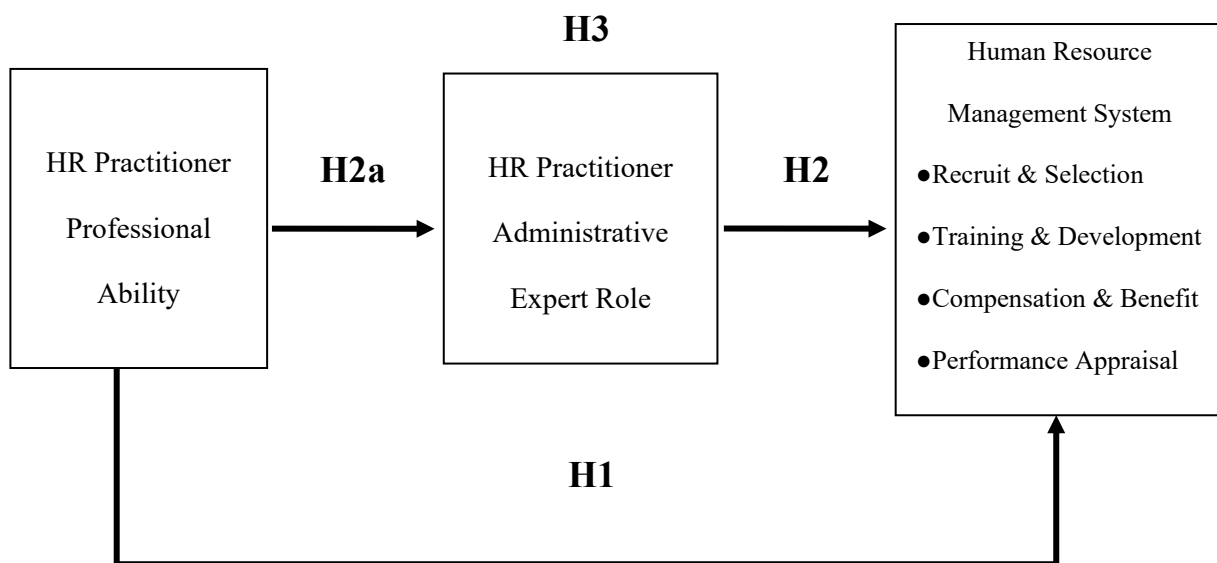 H3
HR Practitioner
Professional
Ability
H2a
HR Practitioner
Administrative
Expert Role
H2
Human Resource
Management System
●Recruit & Selection
●Training & Development
●Compensation & Benefit
●Performance Appraisal
H1